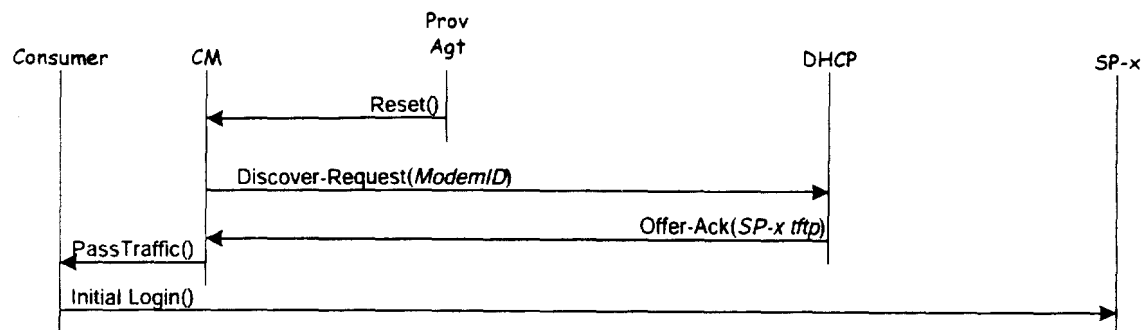 Prov
Agt
Consumer
CM
DHCP
SP-x
Reset()
Discover-Request(ModemID)
Offer-Ack(SP-x tftp)
PassTraffic()
Initial Login()